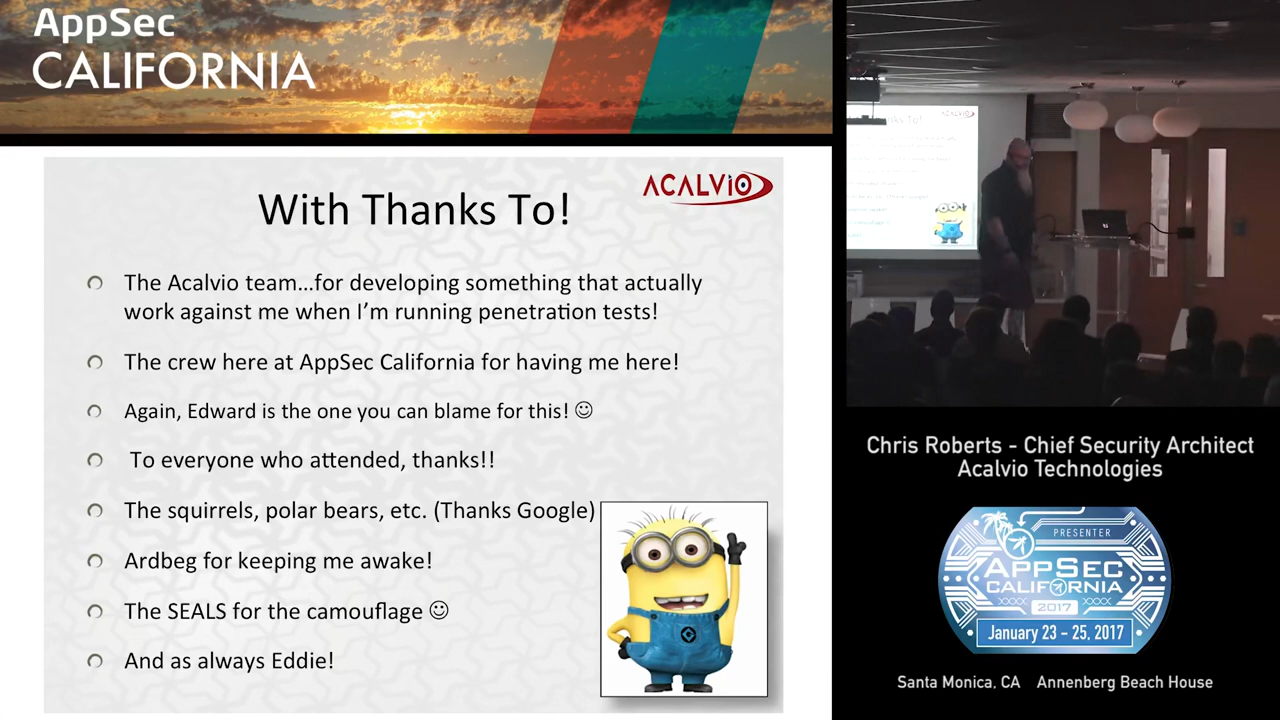 AppSec
CALIFORNIA
ACALVIO
With Thanks To!
The Acalvio team...for developing something that actually
work against me when I'm running penetration tests!
The crew here at AppSec California for having me here!
Again, Edward is the one you can blame for this! ☺
To everyone who attended, thanks!!
The squirrels, polar bears, etc. (Thanks Google)
Ardbeg for keeping me awake!
The SEALS for the camouflage ☺
And as always Eddie!
Chris Roberts - Chief Security Architect
Acalvio Technologies
PRESENTER
APPSEC
CALIFORNIA
XXXX 2017 XXXX
January 23 - 25, 2017
Santa Monica, CA Annenberg Beach House